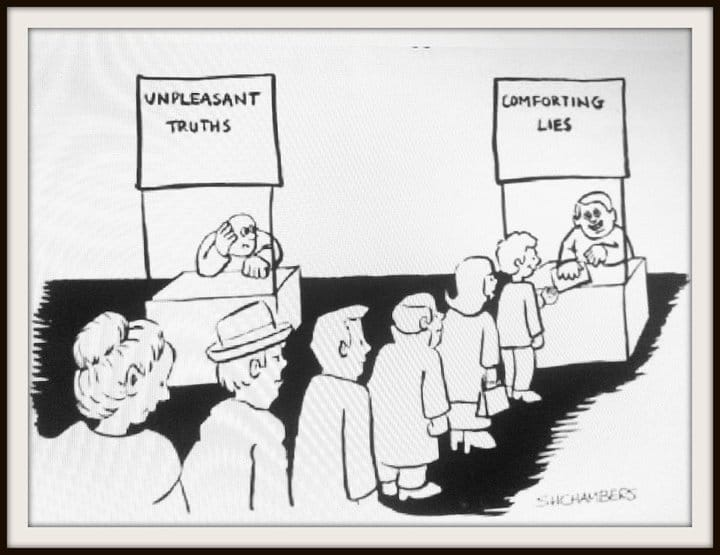 UNPLEASANT
TRUTHS
COMFORTING
LIES
SHCHAMBERS